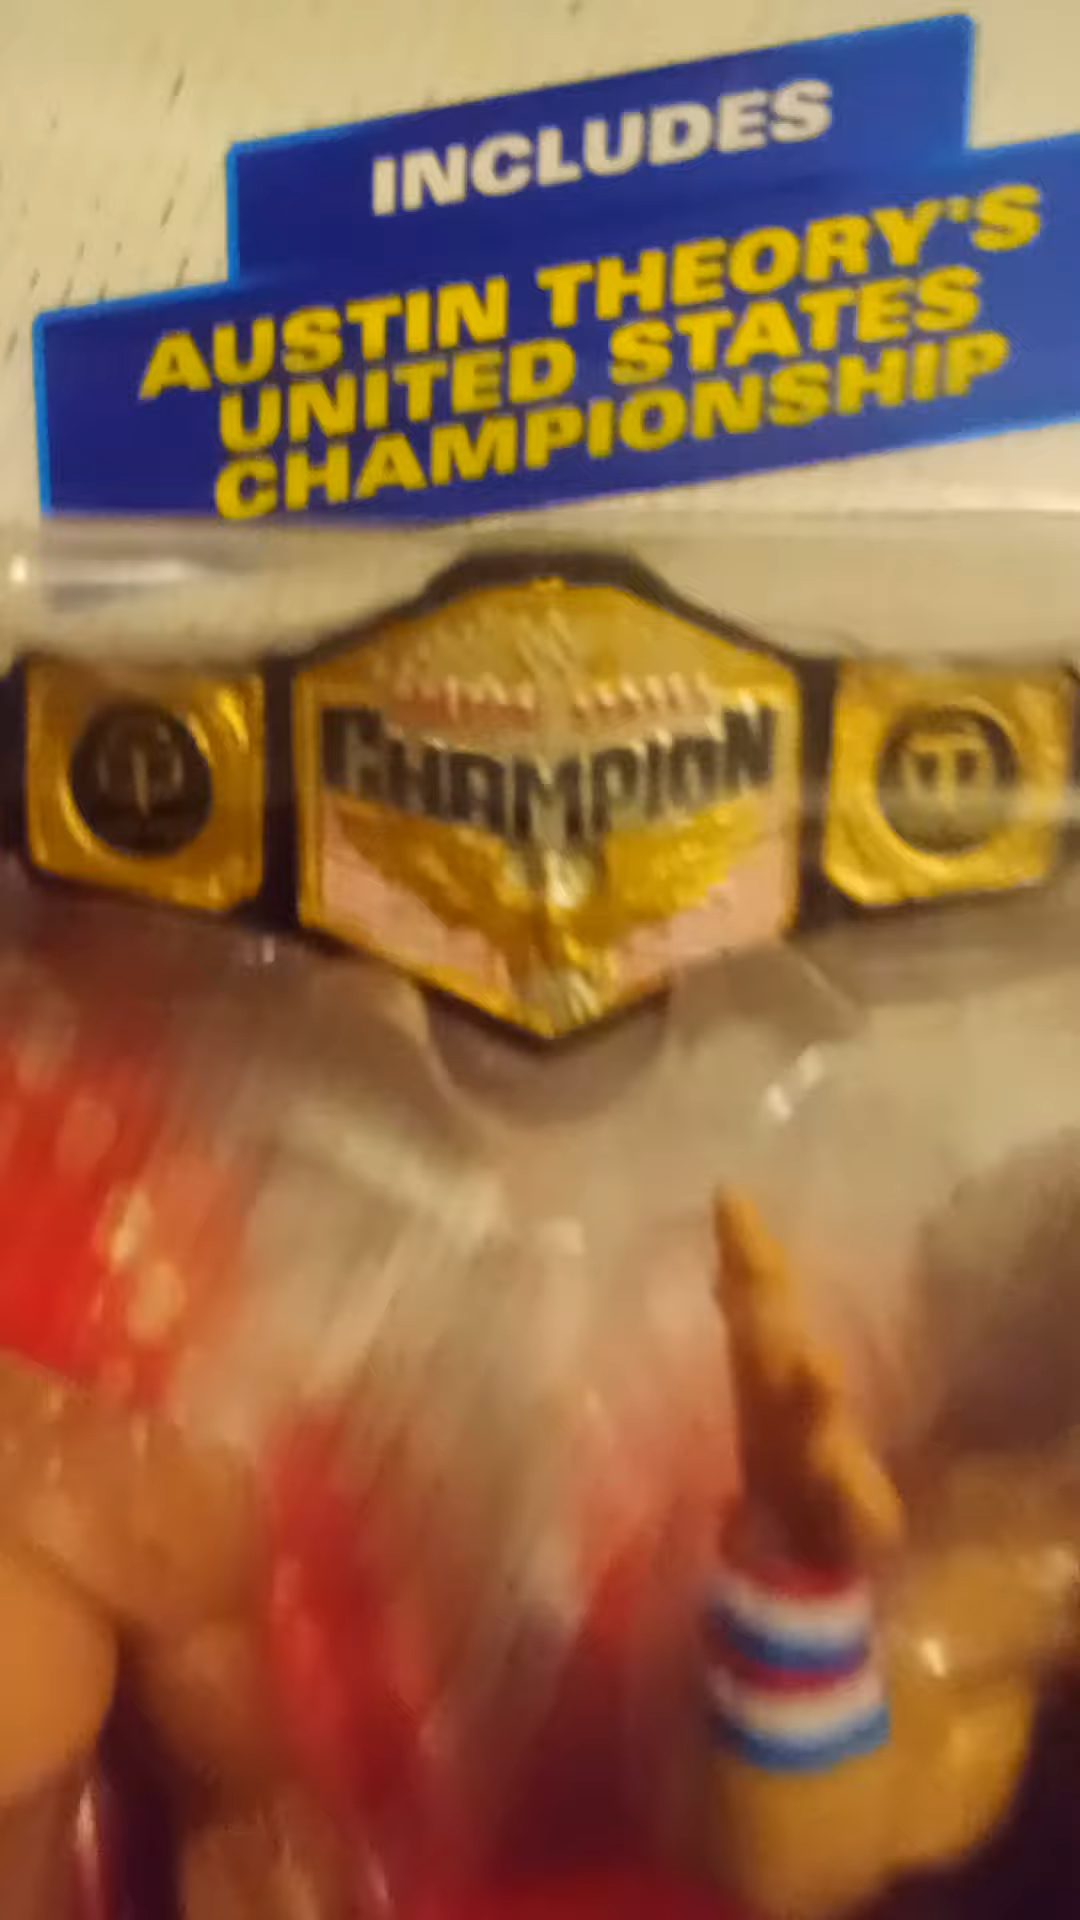 INCLUDES
AUSTIN THEORY'S
UNITED STATES
CHAMPIONSHIP
CHAMPION